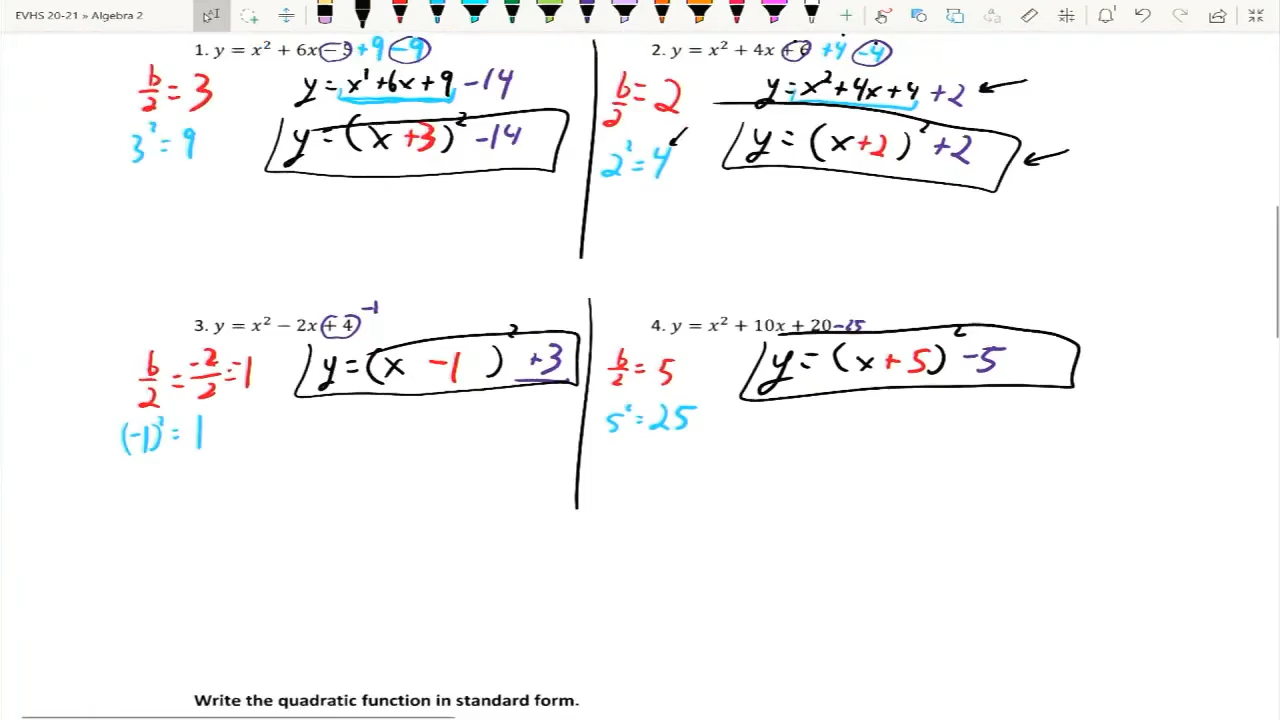 EVHS 20-21 » Algebra 2
1. y = x² + 6x +9 −9
b/2 = 3
3² = 9
y = x² + 6x + 9 −14
y = (x +3)² −14
2. y = x² + 4x + 6 +4 −4
b/2 = 2
2² = 4
y = x² + 4x + 4 +2
y = (x +2)² +2
3. y = x² − 2x + 4 −1
b/2 = −2/2 = −1
(−1)² = 1
y = (x −1)² +3
4. y = x² + 10x + 20 −25
b/2 = 5
5² = 25
y = (x +5)² −5
Write the quadratic function in standard form.